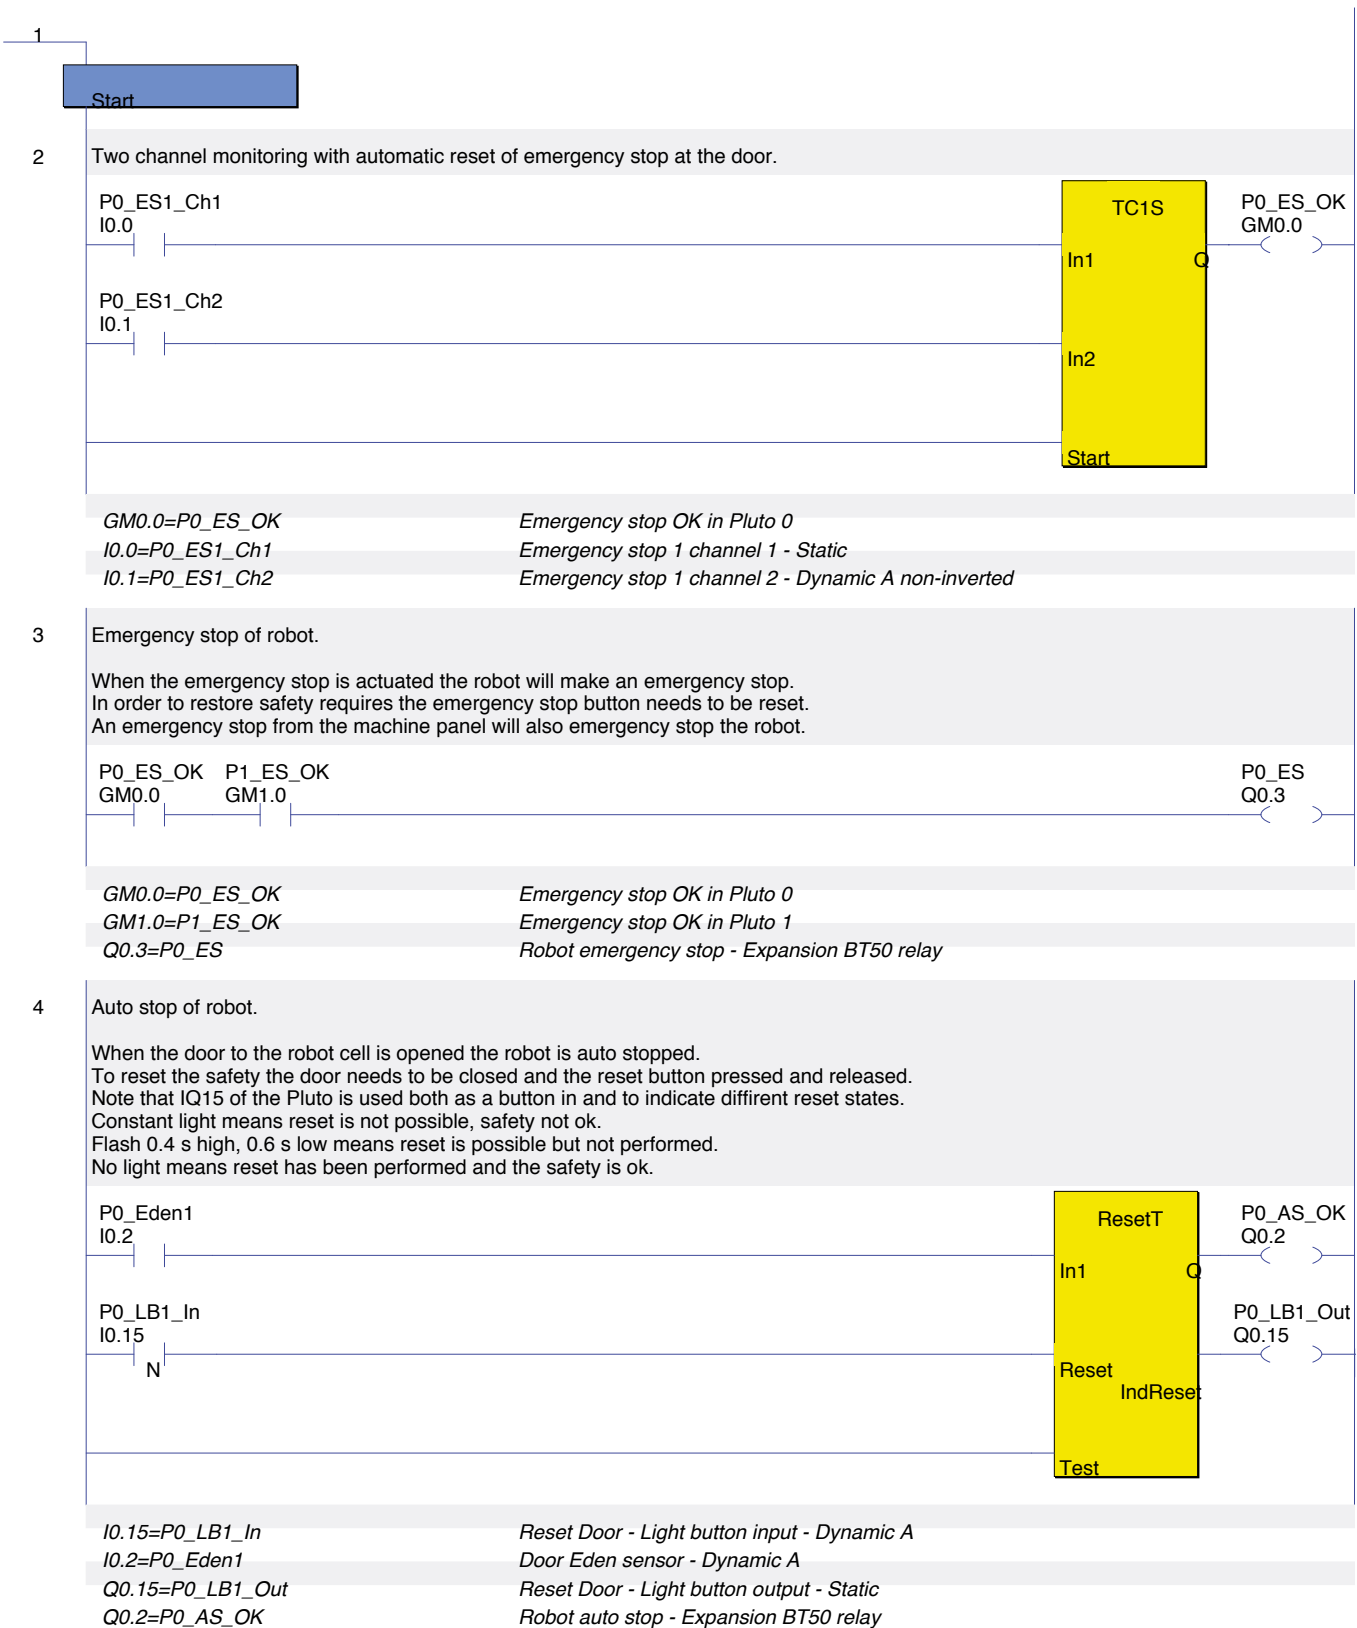 1
Start
2 Two channel monitoring with automatic reset of emergency stop at the door.
P0_ES1_Ch1 TC1S P0_ES_OK
I0.0 GM0.0
In1 Q
P0_ES1_Ch2
I0.1
In2
Start
GM0.0=P0_ES_OK Emergency stop OK in Pluto 0
I0.0=P0_ES1_Ch1 Emergency stop 1 channel 1 - Static
I0.1=P0_ES1_Ch2 Emergency stop 1 channel 2 - Dynamic A non-inverted
3 Emergency stop of robot.
When the emergency stop is actuated the robot will make an emergency stop.
In order to restore safety requires the emergency stop button needs to be reset.
An emergency stop from the machine panel will also emergency stop the robot.
P0_ES_OK P1_ES_OK P0_ES
GM0.0 GM1.0 Q0.3
GM0.0=P0_ES_OK Emergency stop OK in Pluto 0
GM1.0=P1_ES_OK Emergency stop OK in Pluto 1
Q0.3=P0_ES Robot emergency stop - Expansion BT50 relay
4 Auto stop of robot.
When the door to the robot cell is opened the robot is auto stopped.
To reset the safety the door needs to be closed and the reset button pressed and released.
Note that IQ15 of the Pluto is used both as a button in and to indicate diffirent reset states.
Constant light means reset is not possible, safety not ok.
Flash 0.4 s high, 0.6 s low means reset is possible but not performed.
No light means reset has been performed and the safety is ok.
P0_Eden1 ResetT P0_AS_OK
I0.2 Q0.2
In1 Q
P0_LB1_In P0_LB1_Out
I0.15 Q0.15
N Reset
IndReset
Test
I0.15=P0_LB1_In Reset Door - Light button input - Dynamic A
I0.2=P0_Eden1 Door Eden sensor - Dynamic A
Q0.15=P0_LB1_Out Reset Door - Light button output - Static
Q0.2=P0_AS_OK Robot auto stop - Expansion BT50 relay